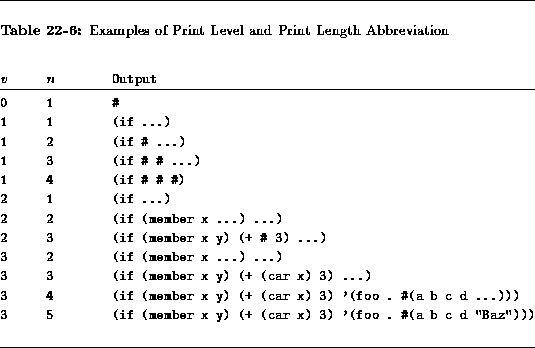 Table 22-6: Examples of Print Level and Print Length Abbreviation
v n Output
0 1 #
1 1 (if ...)
1 2 (if # ...)
1 3 (if # # ...)
1 4 (if # # #)
2 1 (if ...)
2 2 (if (member x ...) ...)
2 3 (if (member x y) (+ # 3) ...)
3 2 (if (member x ...) ...)
3 3 (if (member x y) (+ (car x) 3) ...)
3 4 (if (member x y) (+ (car x) 3) '(foo . #(a b c d ...)))
3 5 (if (member x y) (+ (car x) 3) '(foo . #(a b c d "Baz")))